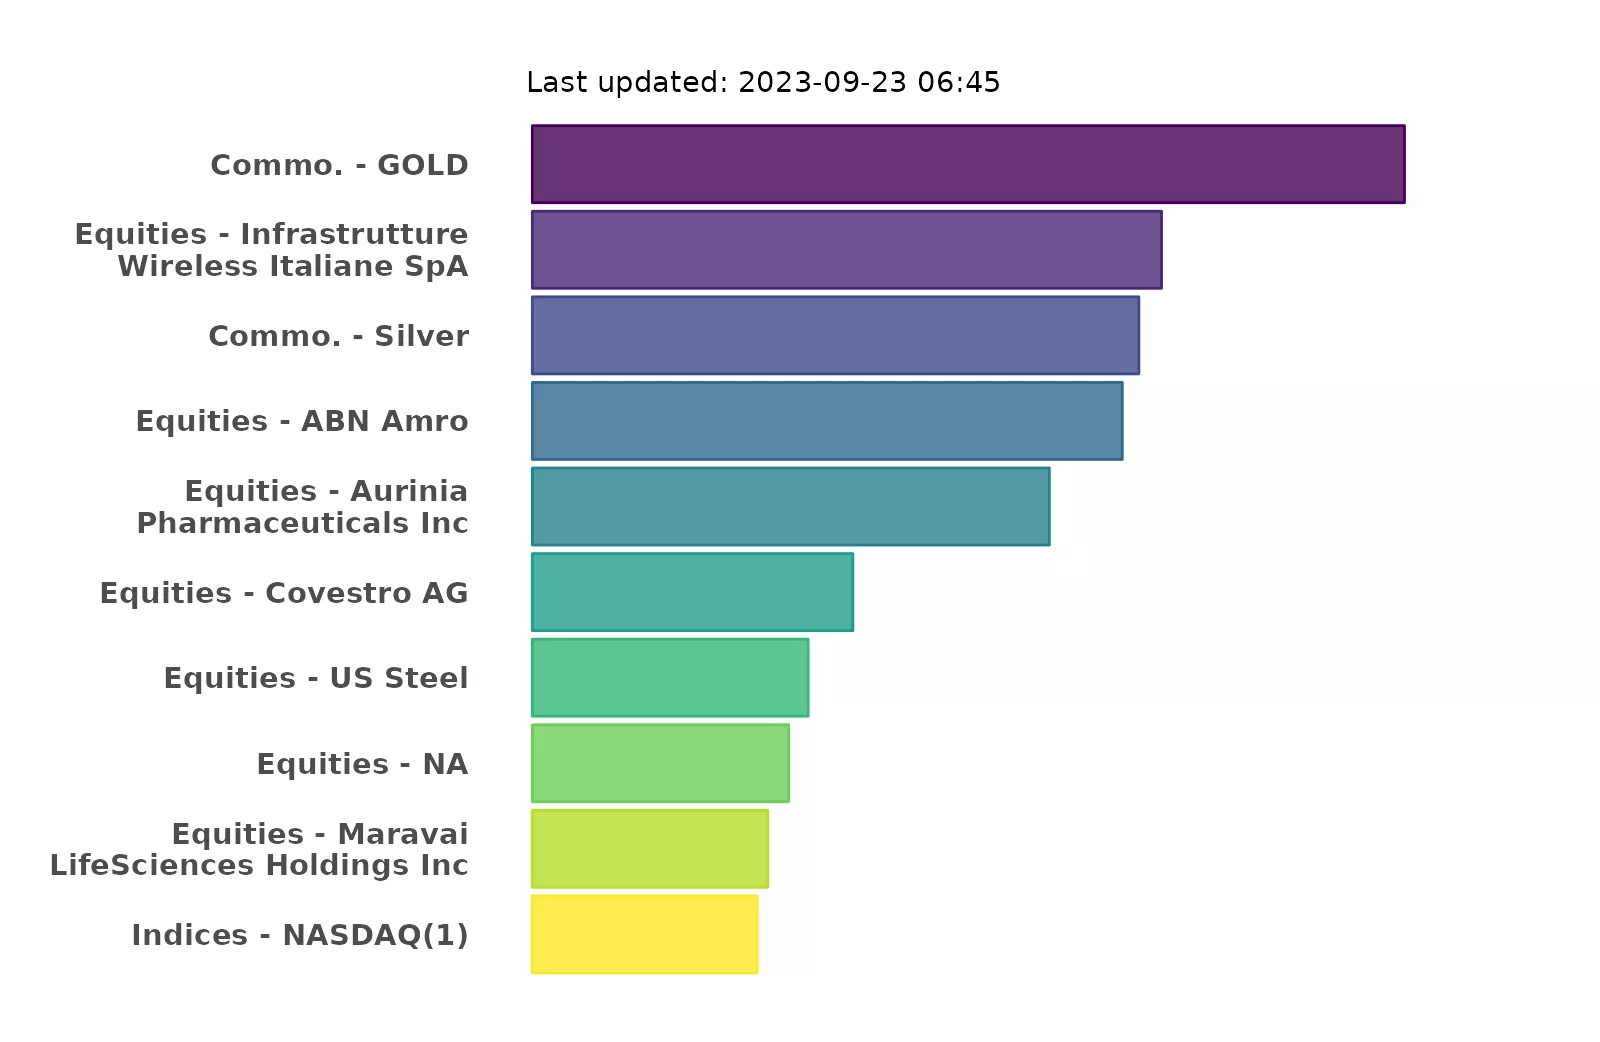 Last updated: 2023-09-23 06:45
Commo. - GOLD
Equities - Infrastrutture
Wireless Italiane SpA
Commo. - Silver
Equities - ABN Amro
Equities - Aurinia
Pharmaceuticals Inc
Equities - Covestro AG
Equities - US Steel
Equities - NA
Equities - Maravai
LifeSciences Holdings Inc
Indices - NASDAQ(1)